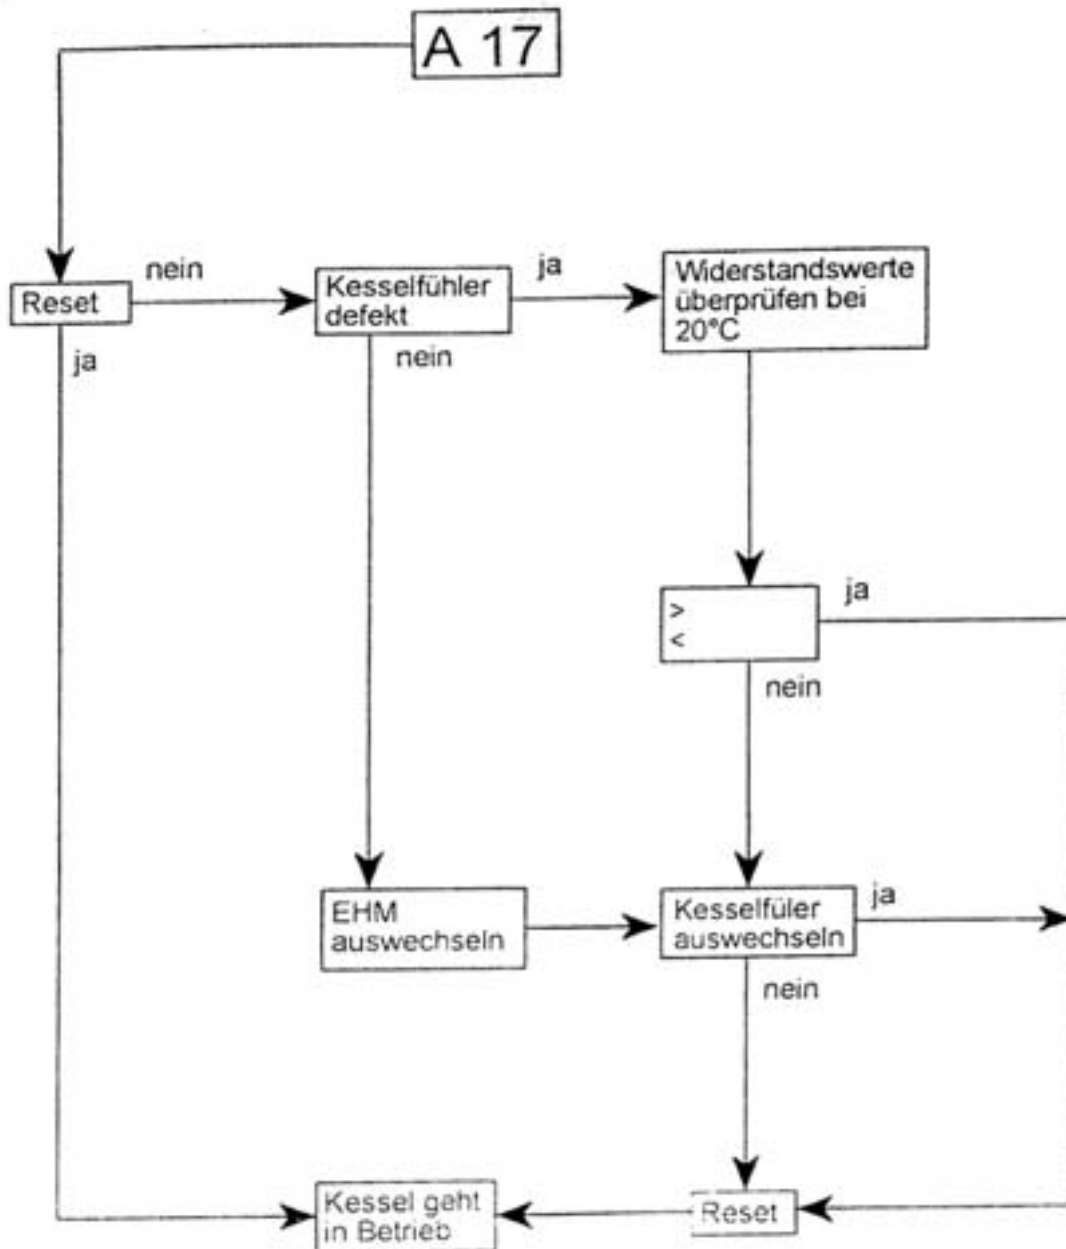 A 17
Reset
nein
ja
Kesselfühler
defekt
ja
nein
Widerstandswerte
überprüfen bei
20°C
>
<
ja
nein
EHM
auswechseln
Kesselfüler
auswechseln
ja
nein
Kessel geht
in Betrieb
Reset